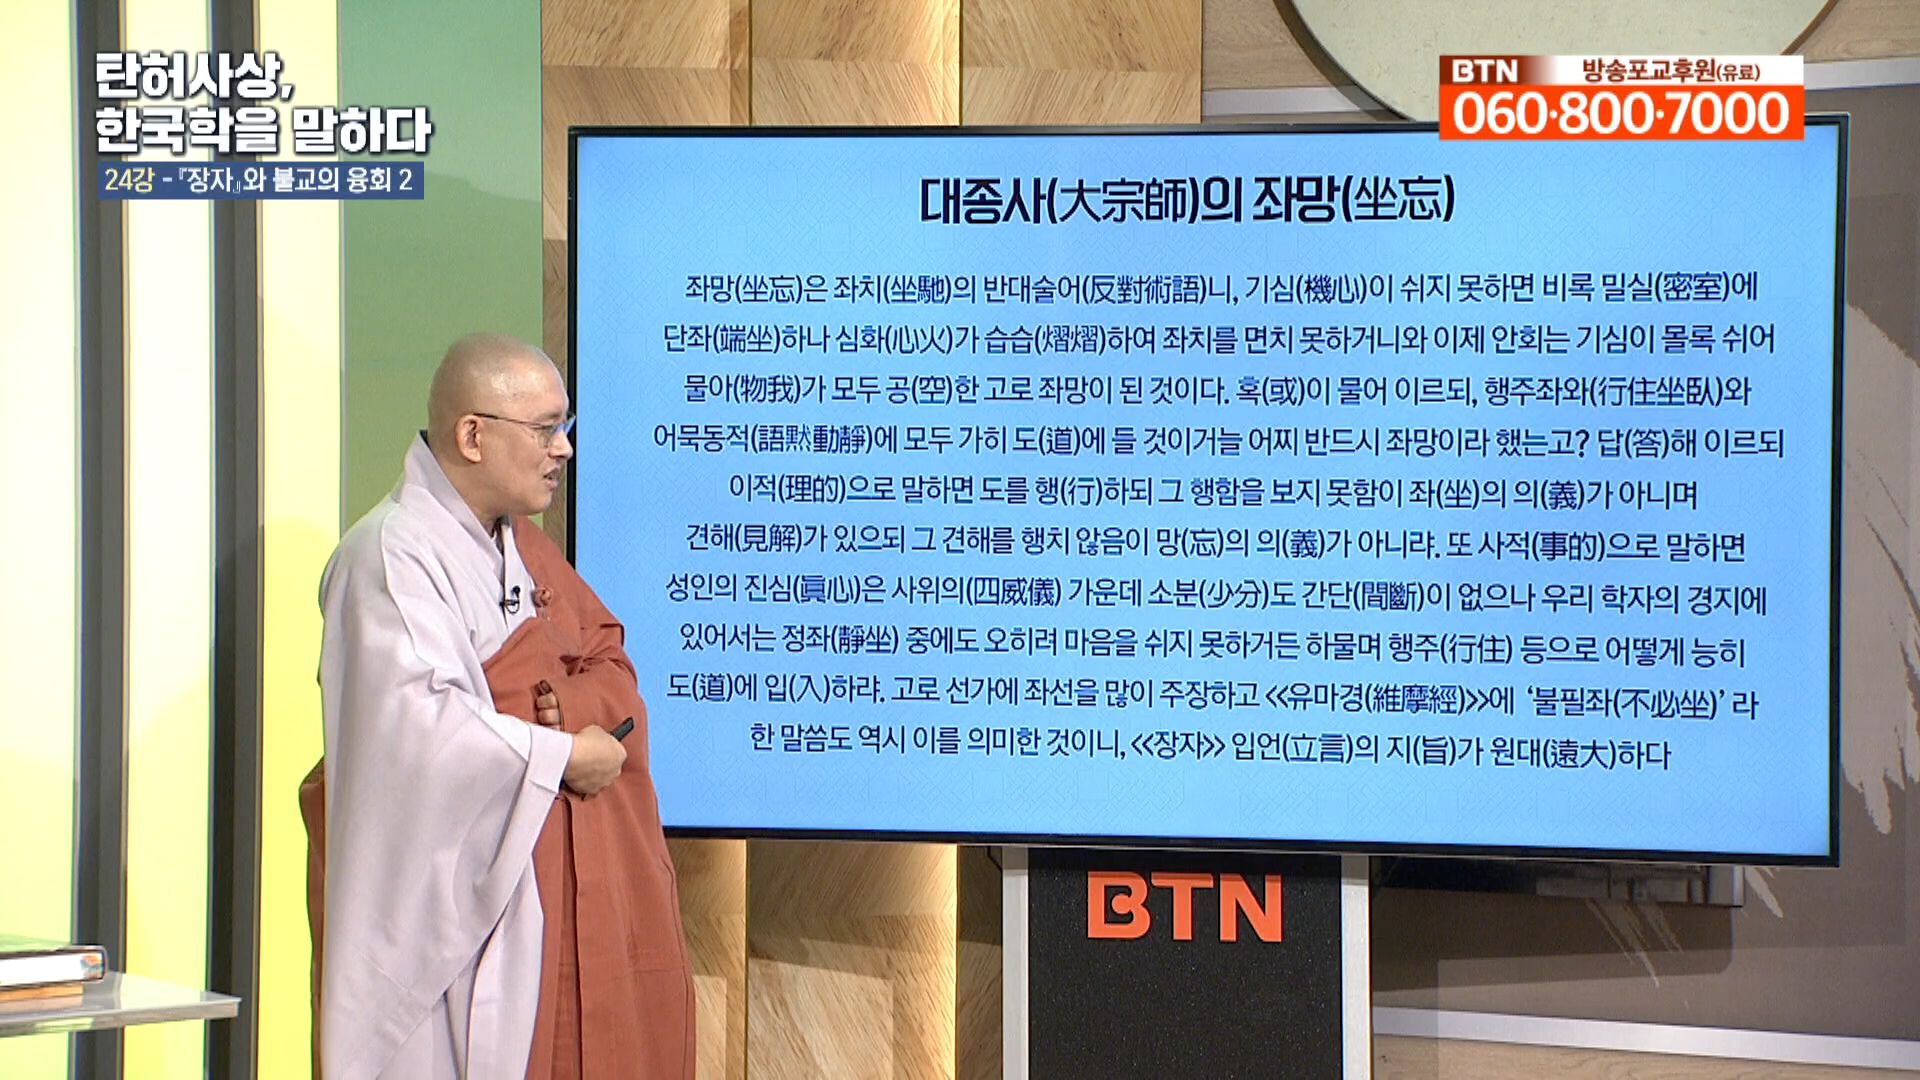 탄허사상,
한국학을 말하다
24강 - 『장자』와 불교의 융회 2
BTN 방송포교후원(유료)
060·800·7000
대종사(大宗師)의 좌망(坐忘)
좌망(坐忘)은 좌치(坐馳)의 반대술어(反對術語)니, 기심(機心)이 쉬지 못하면 비록 밀실(密室)에
단좌(端坐)하나 심화(心火)가 습습(熠熠)하여 좌치를 면치 못하거니와 이제 안회는 기심이 몰록 쉬어
물아(物我)가 모두 공(空)한 고로 좌망이 된 것이다. 혹(或)이 물어 이르되, 행주좌와(行住坐臥)와
어묵동적(語黙動靜)에 모두 가히 도(道)에 들 것이거늘 어찌 반드시 좌망이라 했는고? 답(答)해 이르되
이적(理的)으로 말하면 도를 행(行)하되 그 행함을 보지 못함이 좌(坐)의 의(義)가 아니며
견해(見解)가 있으되 그 견해를 행치 않음이 망(忘)의 의(義)가 아니랴. 또 사적(事的)으로 말하면
성인의 진심(眞心)은 사위의(四威儀) 가운데 소분(少分)도 간단(間斷)이 없으나 우리 학자의 경지에
있어서는 정좌(靜坐) 중에도 오히려 마음을 쉬지 못하거든 하물며 행주(行住) 등으로 어떻게 능히
도(道)에 입(入)하랴. 고로 선가에 좌선을 많이 주장하고 <<유마경(維摩經)>>에 ‘불필좌(不必坐)’ 라
한 말씀도 역시 이를 의미한 것이니, <<장자>> 입언(立言)의 지(旨)가 원대(遠大)하다
BTN